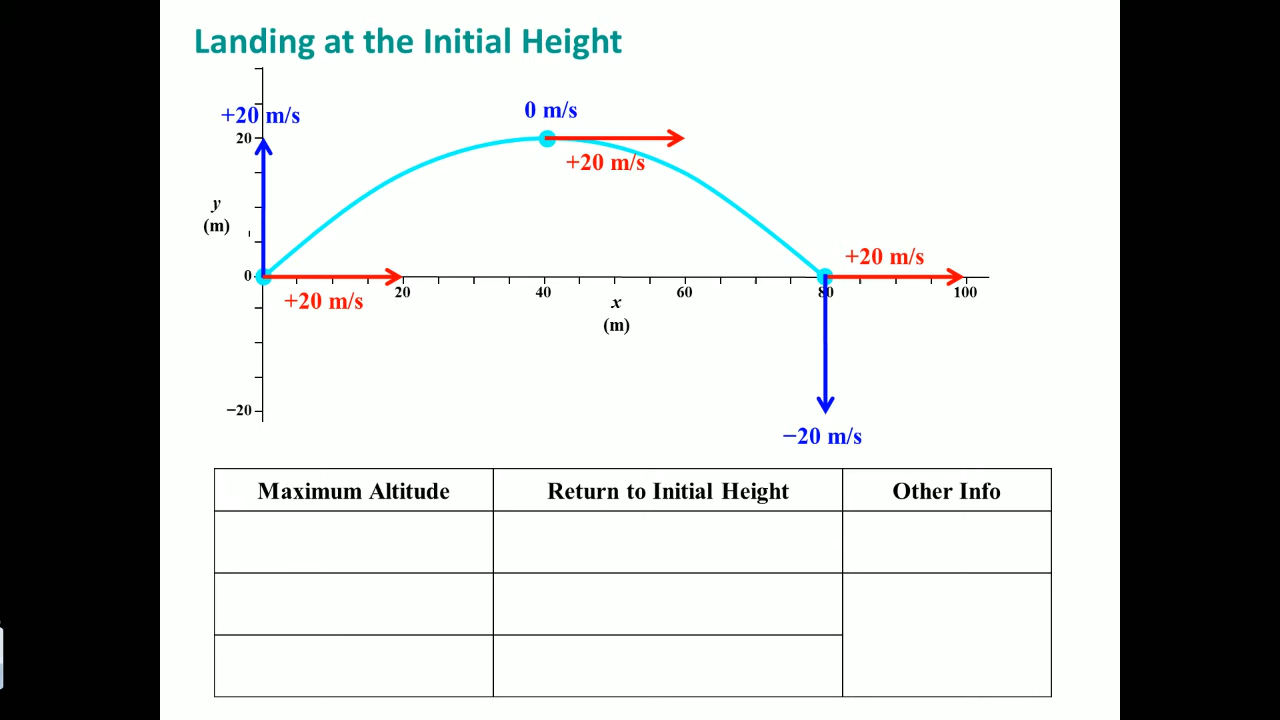 Landing at the Initial Height
+20 m/s
0 m/s
20
+20 m/s
y
(m)
0
+20 m/s
+20 m/s
20
40
60
80
100
x
(m)
−20
−20 m/s
Maximum Altitude
Return to Initial Height
Other Info